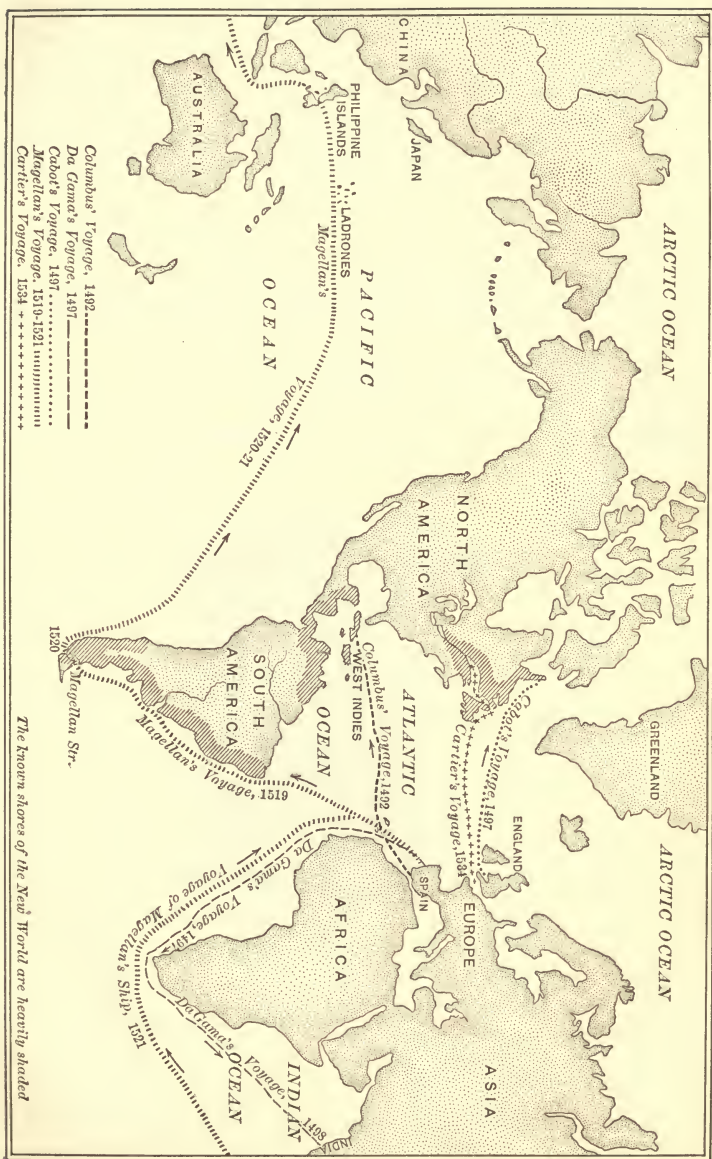 ARCTIC OCEAN
ARCTIC OCEAN
GREENLAND
CHINA
JAPAN
PHILIPPINE
ISLANDS
LADRONES
AUSTRALIA
PACIFIC
OCEAN
Magellan's
Voyage, 1520-21
NORTH
AMERICA
WEST INDIES
ATLANTIC
OCEAN
Columbus' Voyage, 1492
Cabot's Voyage, 1497
Cartier's Voyage, 1534
ENGLAND
EUROPE
SPAIN
ASIA
AFRICA
INDIA
INDIAN
OCEAN
SOUTH
AMERICA
1520
Magellan Str.
Magellan's Voyage, 1519
Da Gama's Voyage, 1497
Voyage of Magellan's Ship, 1521
Da Gama's Voyage, 1498
Columbus' Voyage, 1492
Da Gama's Voyage, 1497
Cabot's Voyage, 1497
Magellan's Voyage, 1519-1521
Cartier's Voyage, 1534
The known shores of the New World are heavily shaded